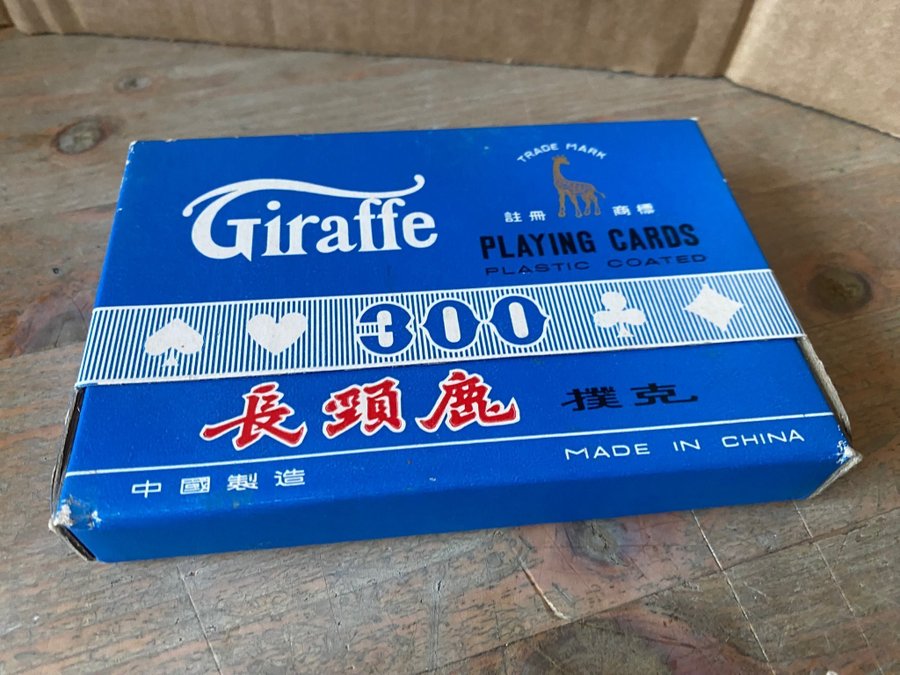 Giraffe
TRADE MARK
註冊 商標
PLAYING CARDS
PLASTIC COATED
300
長頸鹿 撲克
中國製造
MADE IN CHINA